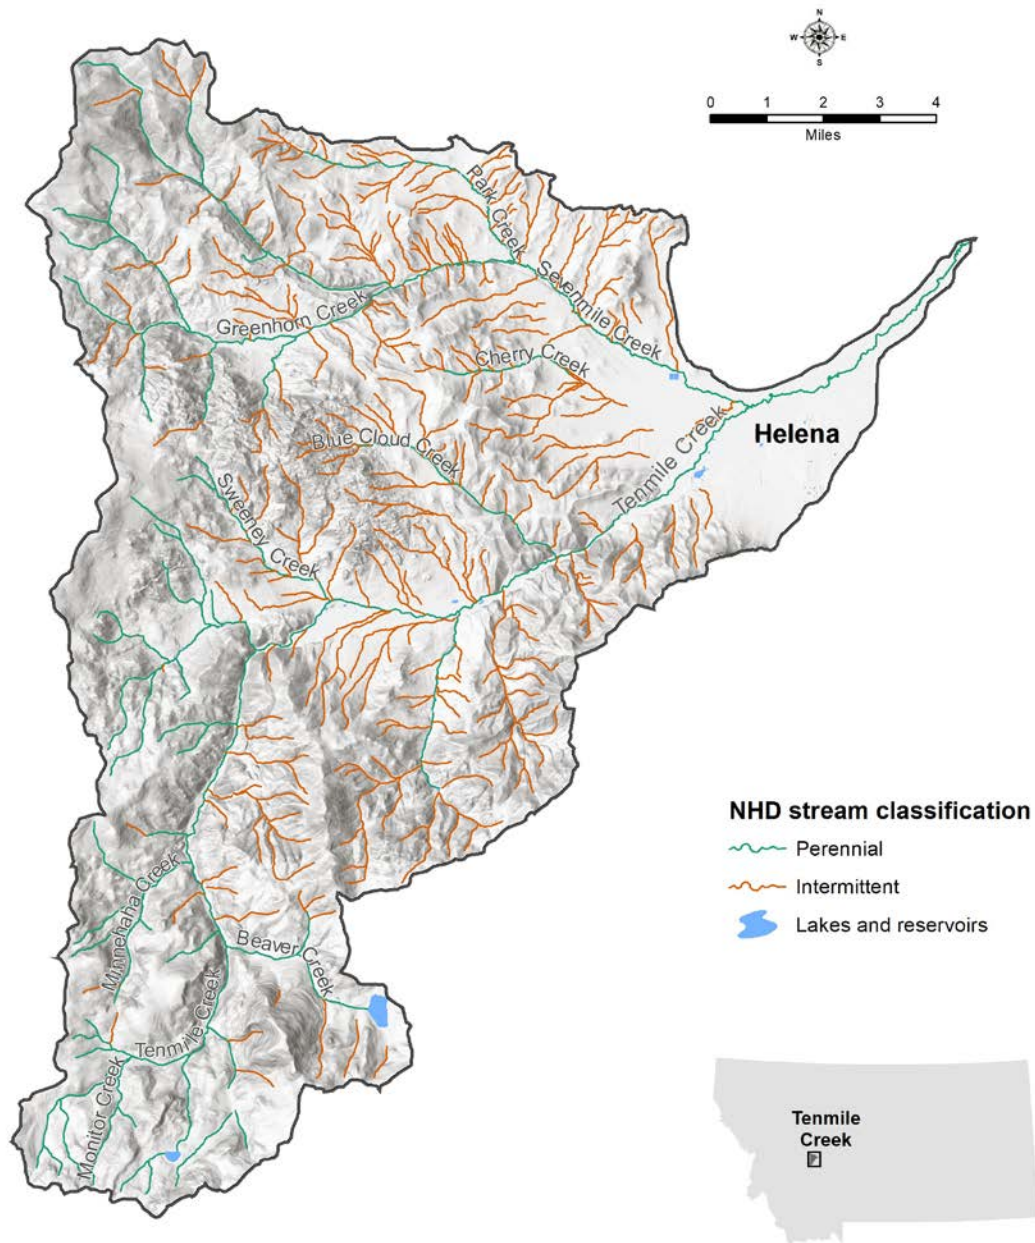 N
W E
S
0 1 2 3 4
Miles
Park Creek
Sevenmile Creek
Greenhorn Creek
Cherry Creek
Blue Cloud Creek
Tenmile Creek
Helena
Sweeney Creek
NHD stream classification
Perennial
Intermittent
Lakes and reservoirs
Minnehaha Creek
Beaver Creek
Tenmile Creek
Monitor Creek
Tenmile
Creek